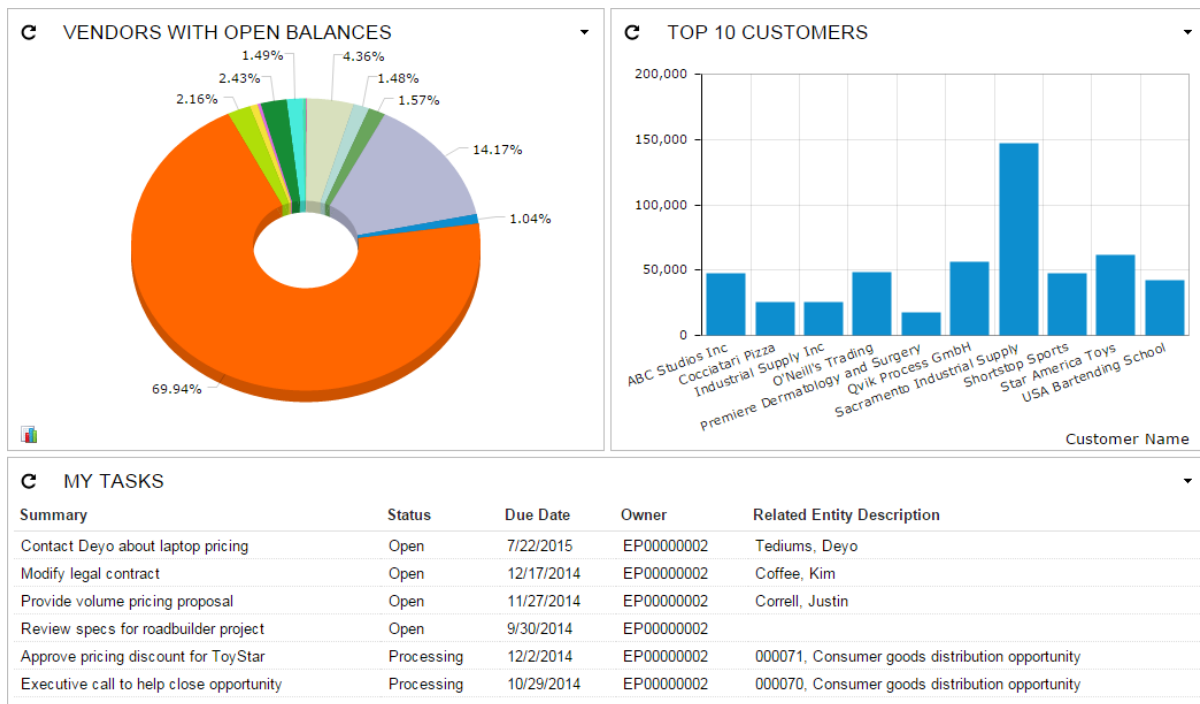 VENDORS WITH OPEN BALANCES
1.49%
4.36%
2.43%
1.48%
2.16%
1.57%
14.17%
1.04%
69.94%
TOP 10 CUSTOMERS
200,000
150,000
100,000
50,000
0
ABC Studios Inc
Cocciatari Pizza
Industrial Supply Inc
O'Neill's Trading
Premiere Dermatology and Surgery
Qvik Process GmbH
Sacramento Industrial Supply
Shortstop Sports
Star America Toys
USA Bartending School
Customer Name
MY TASKS
Summary Status Due Date Owner Related Entity Description
Contact Deyo about laptop pricing Open 7/22/2015 EP00000002 Tediums, Deyo
Modify legal contract Open 12/17/2014 EP00000002 Coffee, Kim
Provide volume pricing proposal Open 11/27/2014 EP00000002 Correll, Justin
Review specs for roadbuilder project Open 9/30/2014 EP00000002
Approve pricing discount for ToyStar Processing 12/2/2014 EP00000002 000071, Consumer goods distribution opportunity
Executive call to help close opportunity Processing 10/29/2014 EP00000002 000070, Consumer goods distribution opportunity